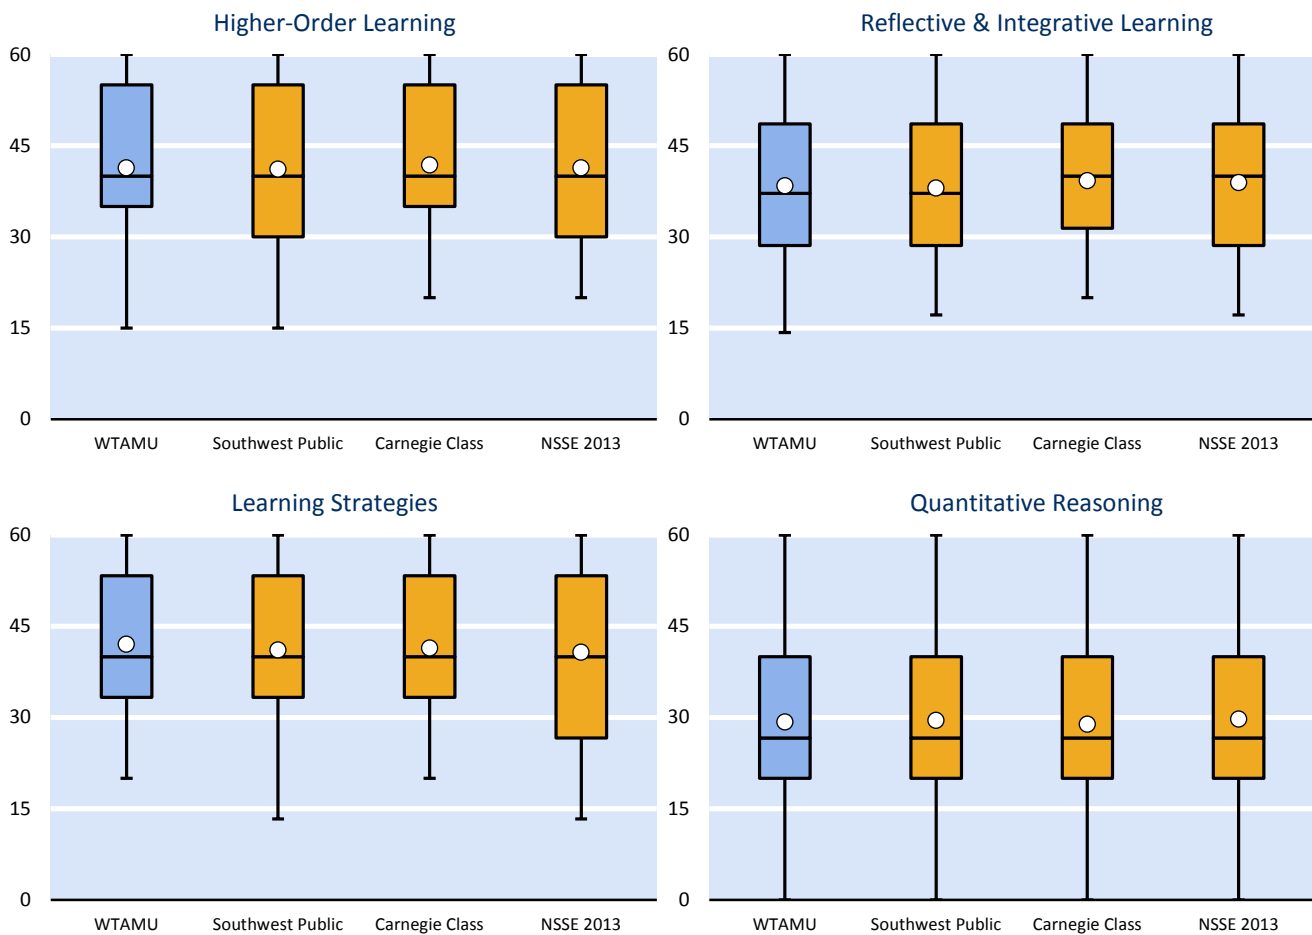 Higher-Order Learning
60
45
30
15
0
WTAMU Southwest Public Carnegie Class NSSE 2013
Reflective & Integrative Learning
60
45
30
15
0
WTAMU Southwest Public Carnegie Class NSSE 2013
Learning Strategies
60
45
30
15
0
WTAMU Southwest Public Carnegie Class NSSE 2013
Quantitative Reasoning
60
45
30
15
0
WTAMU Southwest Public Carnegie Class NSSE 2013